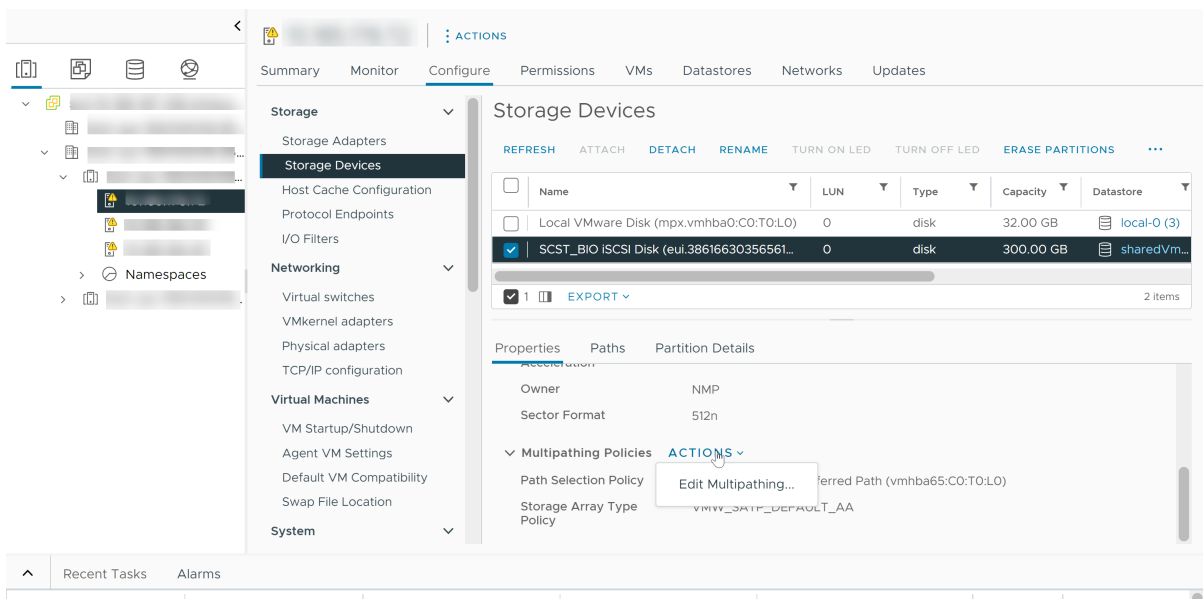 ACTIONS
Summary Monitor Configure Permissions VMs Datastores Networks Updates
Namespaces
Storage
Storage Adapters
Storage Devices
Host Cache Configuration
Protocol Endpoints
I/O Filters
Networking
Virtual switches
VMkernel adapters
Physical adapters
TCP/IP configuration
Virtual Machines
VM Startup/Shutdown
Agent VM Settings
Default VM Compatibility
Swap File Location
System
Storage Devices
REFRESH ATTACH DETACH RENAME TURN ON LED TURN OFF LED ERASE PARTITIONS ...
Name LUN Type Capacity Datastore
Local VMware Disk (mpx.vmhba0:C0:T0:L0) 0 disk 32.00 GB local-0 (3)
SCST_BIO iSCSI Disk (eui.38616630356561... 0 disk 300.00 GB sharedVm...
1 EXPORT 2 items
Properties Paths Partition Details
Acceleration
Owner NMP
Sector Format 512n
Multipathing Policies ACTIONS
Path Selection Policy ferred Path (vmhba65:C0:T0:L0)
Edit Multipathing...
Storage Array Type VMW_SATP_DEFAULT_AA
Policy
Recent Tasks Alarms